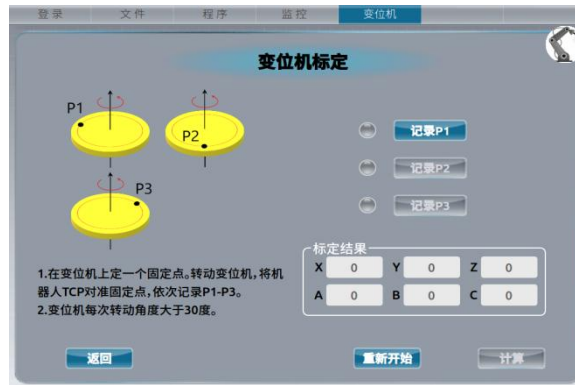 登录 文件 程序 监控 变位机
变位机标定
P1
P2
P3
记录P1
记录P2
记录P3
标定结果
X 0 Y 0 Z 0
A 0 B 0 C 0
1.在变位机上定一个固定点。转动变位机,将机
器人TCP对准固定点,依次记录P1-P3。
2.变位机每次转动角度大于30度。
返回 重新开始 计算